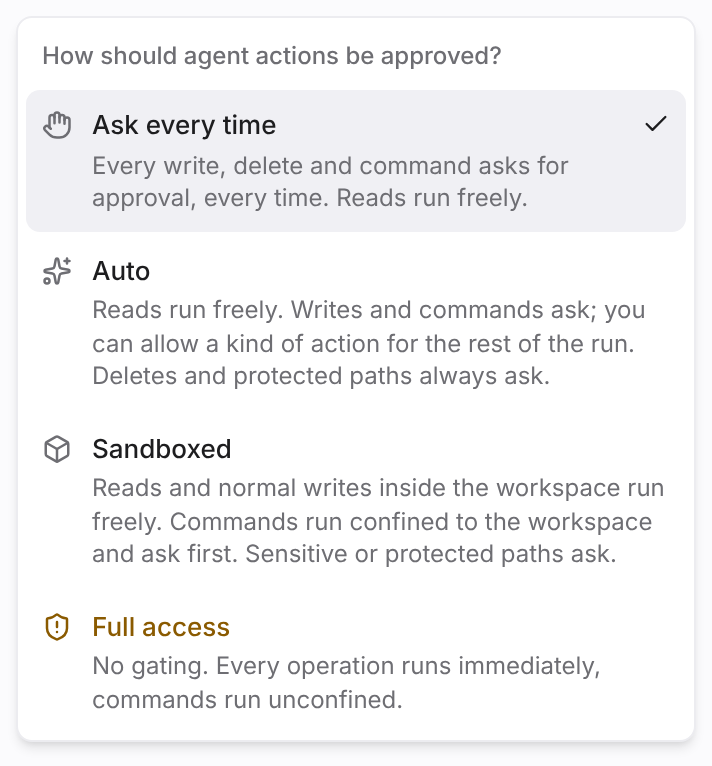 How should agent actions be approved?
Ask every time
Every write, delete and command asks for
approval, every time. Reads run freely.
Auto
Reads run freely. Writes and commands ask; you
can allow a kind of action for the rest of the run.
Deletes and protected paths always ask.
Sandboxed
Reads and normal writes inside the workspace run
freely. Commands run confined to the workspace
and ask first. Sensitive or protected paths ask.
Full access
No gating. Every operation runs immediately,
commands run unconfined.